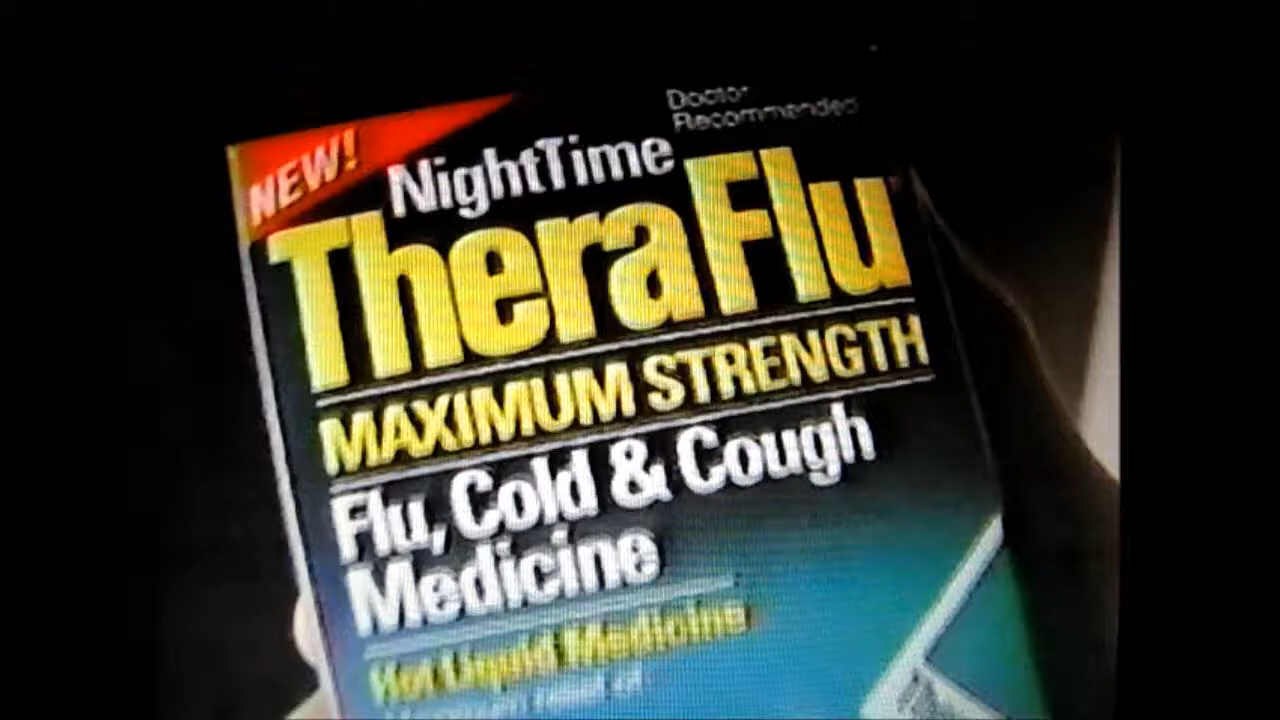 Doctor
Recommended
NEW!
NightTime
TheraFlu
MAXIMUM STRENGTH
Flu, Cold & Cough
Medicine
Hot Liquid Medicine